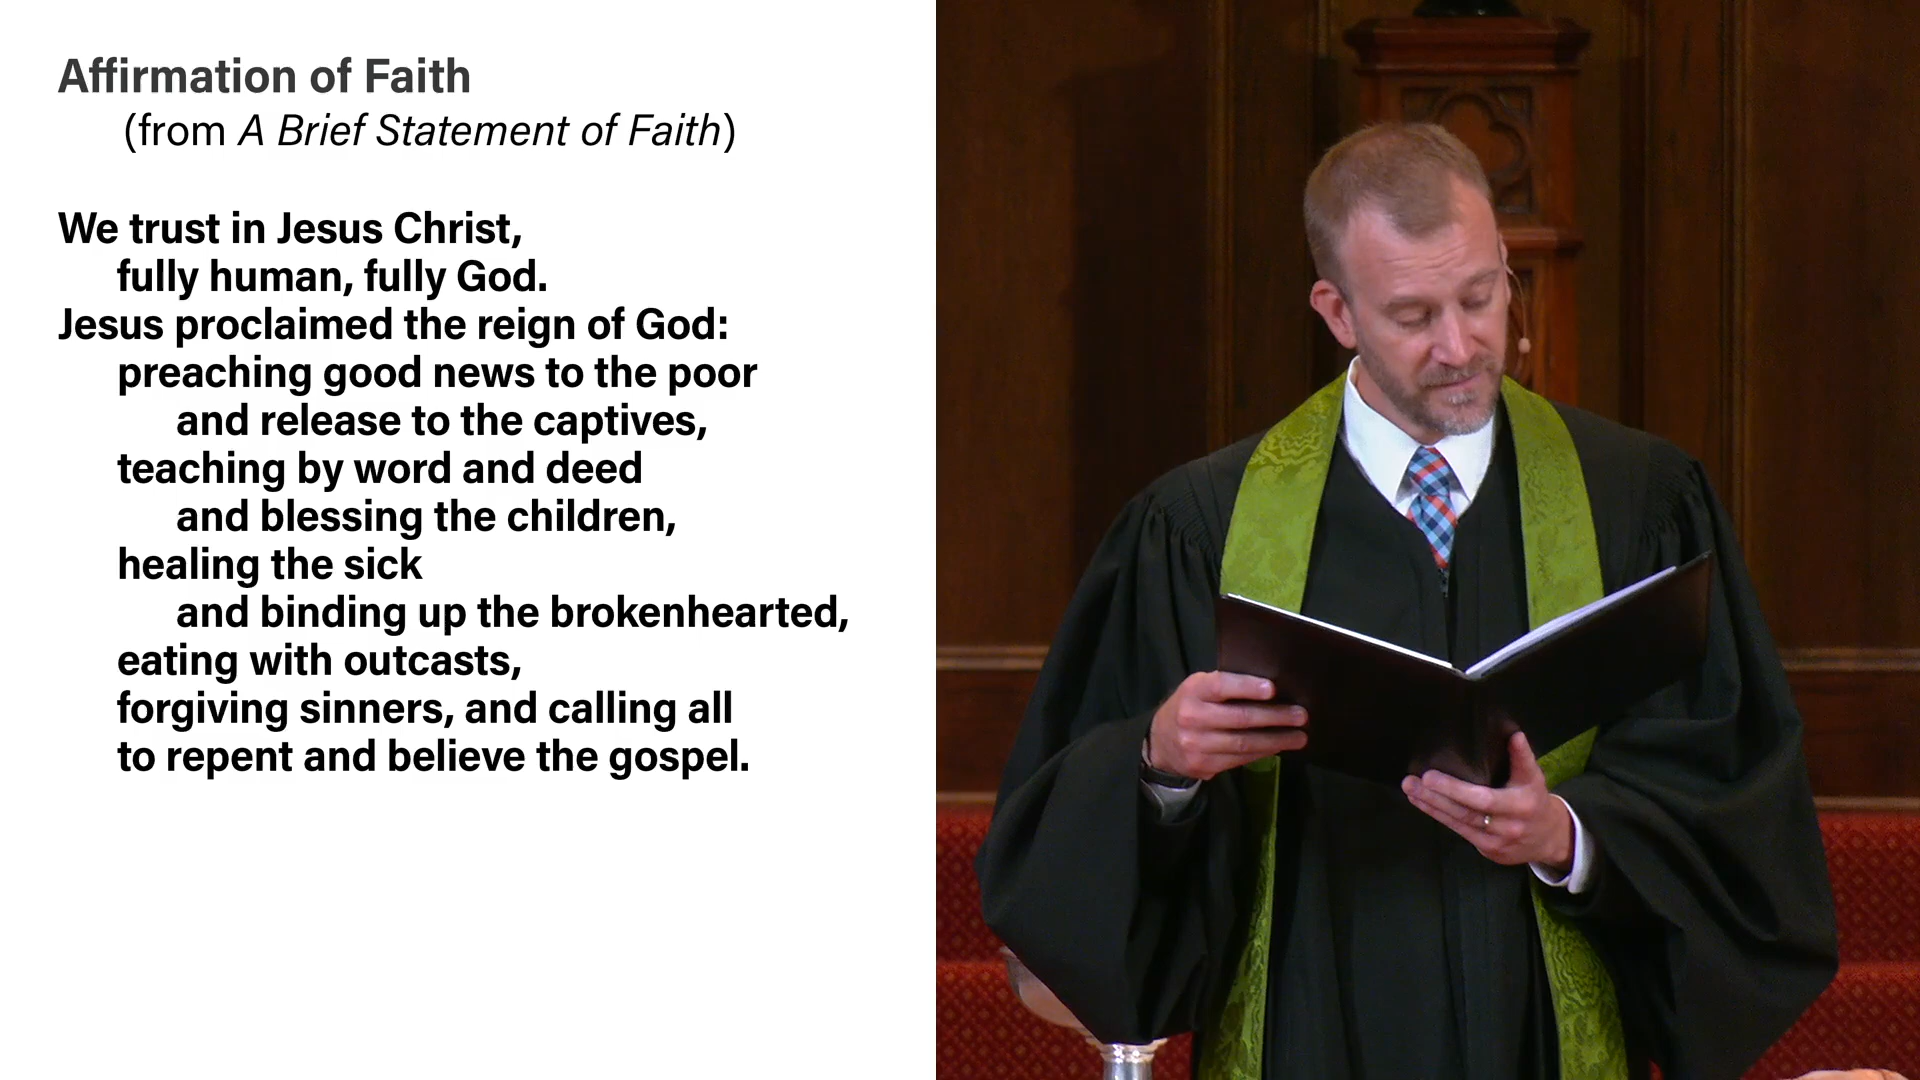 Affirmation of Faith
(from A Brief Statement of Faith)
We trust in Jesus Christ,
fully human, fully God.
Jesus proclaimed the reign of God:
preaching good news to the poor
and release to the captives,
teaching by word and deed
and blessing the children,
healing the sick
and binding up the brokenhearted,
eating with outcasts,
forgiving sinners, and calling all
to repent and believe the gospel.